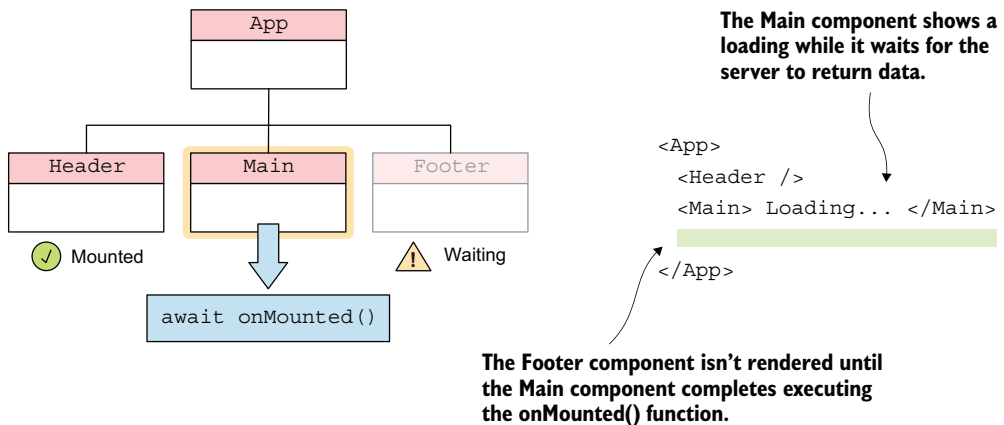 App
Header
Main
Footer
✓ Mounted
! Waiting
await onMounted()
The Main component shows a
loading while it waits for the
server to return data.
<App>
<Header />
<Main> Loading... </Main>
</App>
The Footer component isn't rendered until
the Main component completes executing
the onMounted() function.